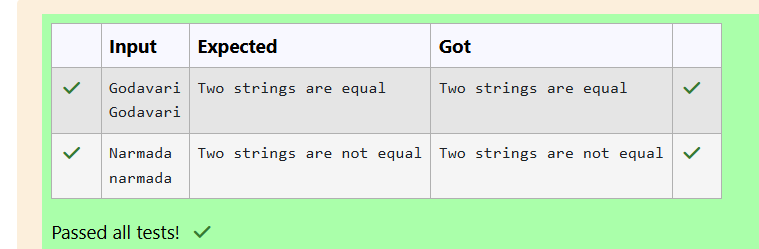 Input Expected Got
Godavari Two strings are equal Two strings are equal
Godavari
Narmada Two strings are not equal Two strings are not equal
narmada
Passed all tests!